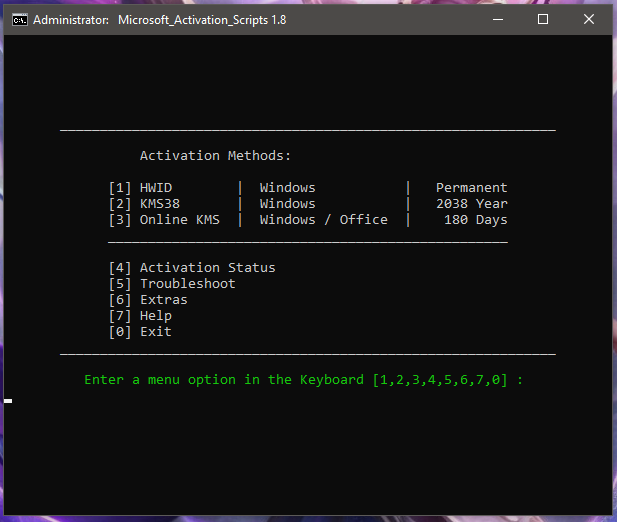 Administrator:  Microsoft_Activation_Scripts 1.8
Activation Methods:
[1] HWID        |  Windows           |   Permanent
[2] KMS38       |  Windows           |   2038 Year
[3] Online KMS  |  Windows / Office  |    180 Days
[4] Activation Status
[5] Troubleshoot
[6] Extras
[7] Help
[0] Exit
Enter a menu option in the Keyboard [1,2,3,4,5,6,7,0] :